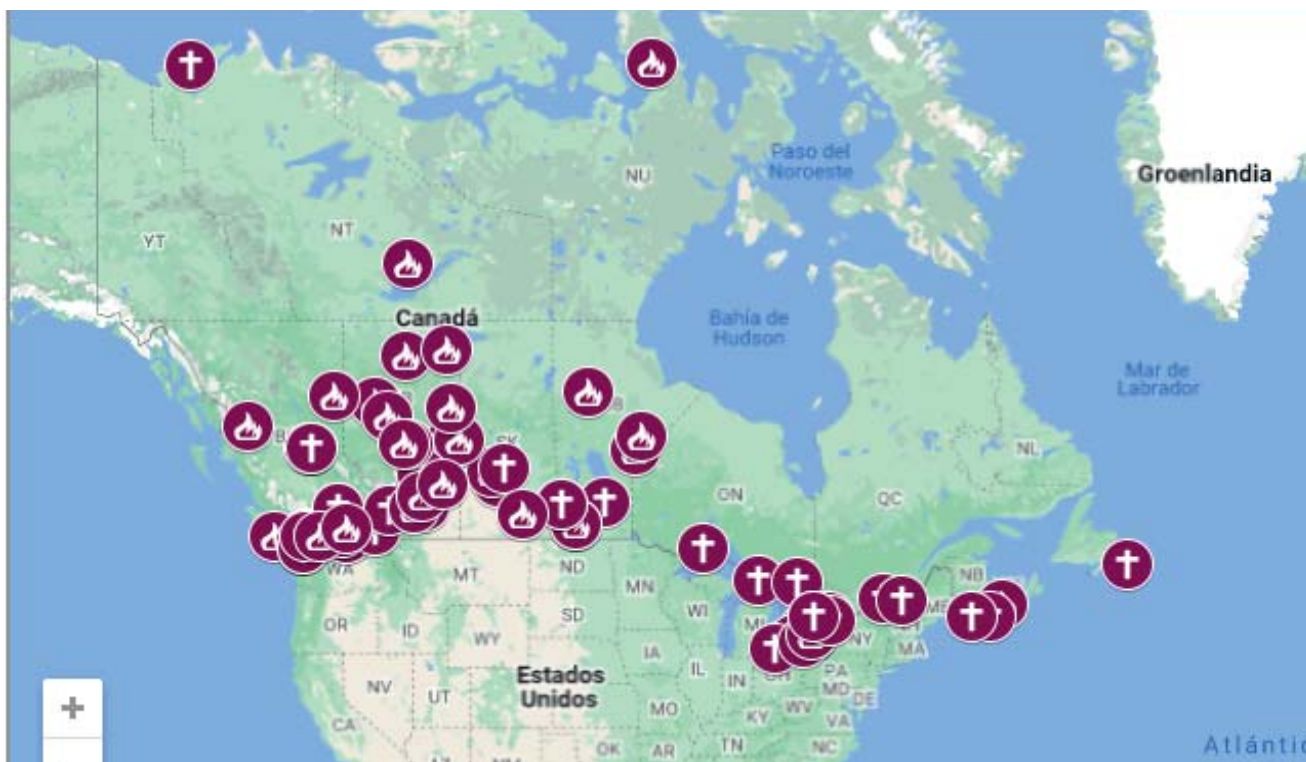 Paso del
Noroeste
Groenlandia
NU
YT
NT
Canadá
Bahía de
Hudson
Mar de
Labrador
NL
ON
QC
NB
WA
MT
ND
MN
OR
ID
SD
WI
MI
NY
WY
IA
MA
NV
UT
Estados
Unidos
IL
IN
OH
PA
MD
DE
MO
KY
WV
VA
CA
OK
AR
TN
NC
Atlántic
+